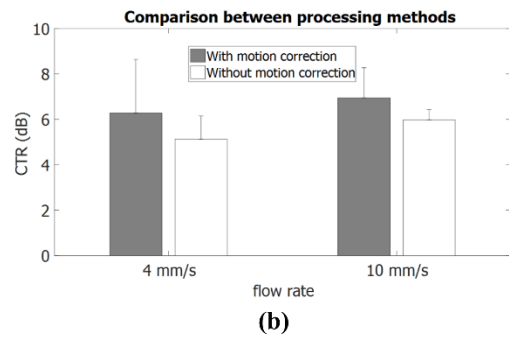 Comparison between processing methods
10
8
6
4
2
0
CTR (dB)
With motion correction
Without motion correction
4 mm/s
10 mm/s
flow rate
(b)